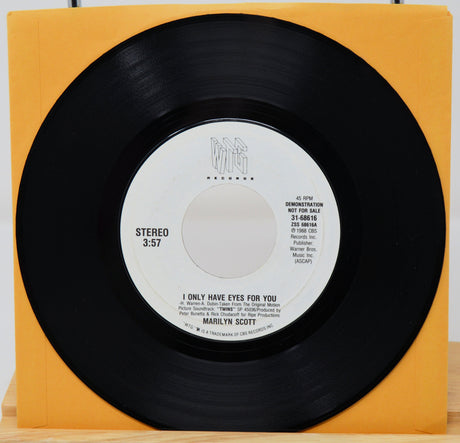 WTG
RECORDS
STEREO
3:57
45 RPM
DEMONSTRATION
NOT FOR SALE
31-68616
ZSS 68616A
℗ 1988 CBS
Records Inc.
Publisher:
Warner Bros.
Music Inc.
(ASCAP)
I ONLY HAVE EYES FOR YOU
(H. Warren-A. Dubin-Taken From The Original Motion
Picture Soundtrack, "TWINS" SP 45036/Produced by
Peter Bunetta & Rick Chudacoff for Ripe Productions
MARILYN SCOTT
IS A TRADEMARK OF CBS RECORDS INC.